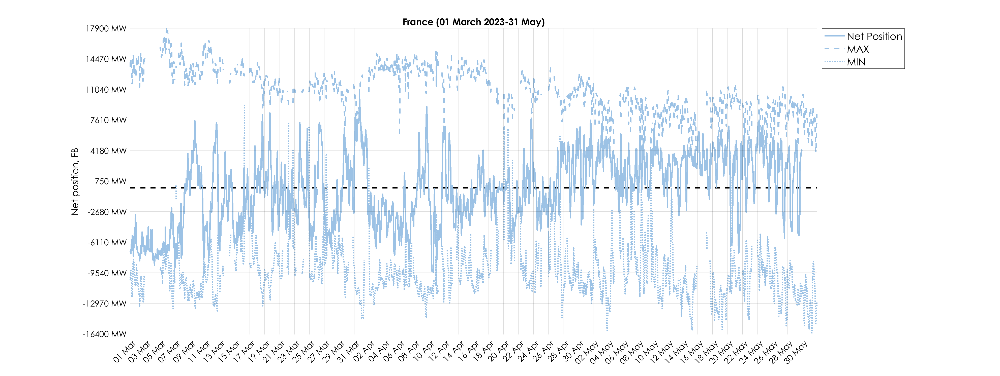 France (01 March 2023-31 May)
17900 MW
14470 MW
11040 MW
7610 MW
4180 MW
750 MW
-2680 MW
-6110 MW
-9540 MW
-12970 MW
-16400 MW
Net position, FB
Net Position
MAX
MIN
01 Mar
03 Mar
05 Mar
07 Mar
09 Mar
11 Mar
13 Mar
15 Mar
17 Mar
19 Mar
21 Mar
23 Mar
25 Mar
27 Mar
29 Mar
31 Mar
02 Apr
04 Apr
06 Apr
08 Apr
10 Apr
12 Apr
14 Apr
16 Apr
18 Apr
20 Apr
22 Apr
24 Apr
26 Apr
28 Apr
30 Apr
02 May
04 May
06 May
08 May
10 May
12 May
14 May
16 May
18 May
20 May
22 May
24 May
26 May
28 May
30 May